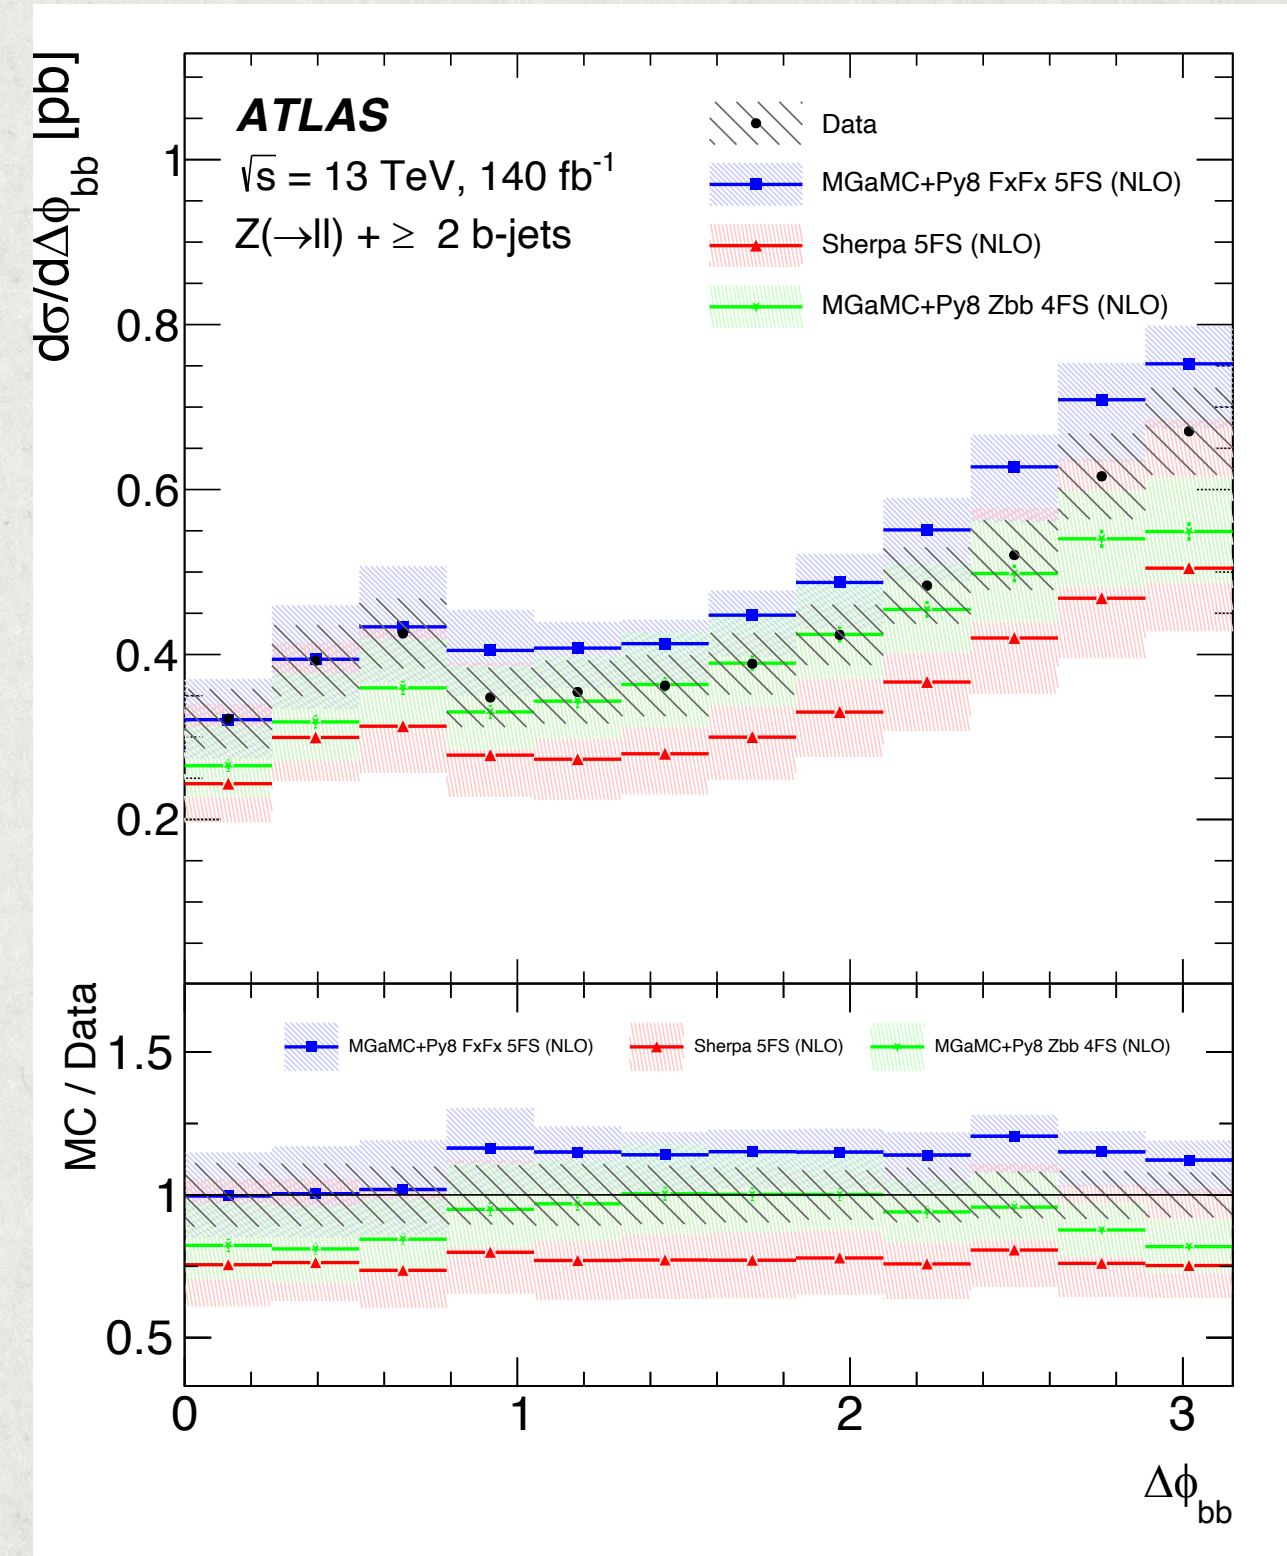 dσ/dΔϕbb [pb]
ATLAS
√s = 13 TeV, 140 fb-1
Z(→ll) + ≥ 2 b-jets
Data
MGaMC+Py8 FxFx 5FS (NLO)
Sherpa 5FS (NLO)
MGaMC+Py8 Zbb 4FS (NLO)
1
0.8
0.6
0.4
0.2
MC / Data
MGaMC+Py8 FxFx 5FS (NLO) Sherpa 5FS (NLO) MGaMC+Py8 Zbb 4FS (NLO)
1.5
1
0.5
0 1 2 3
Δϕbb